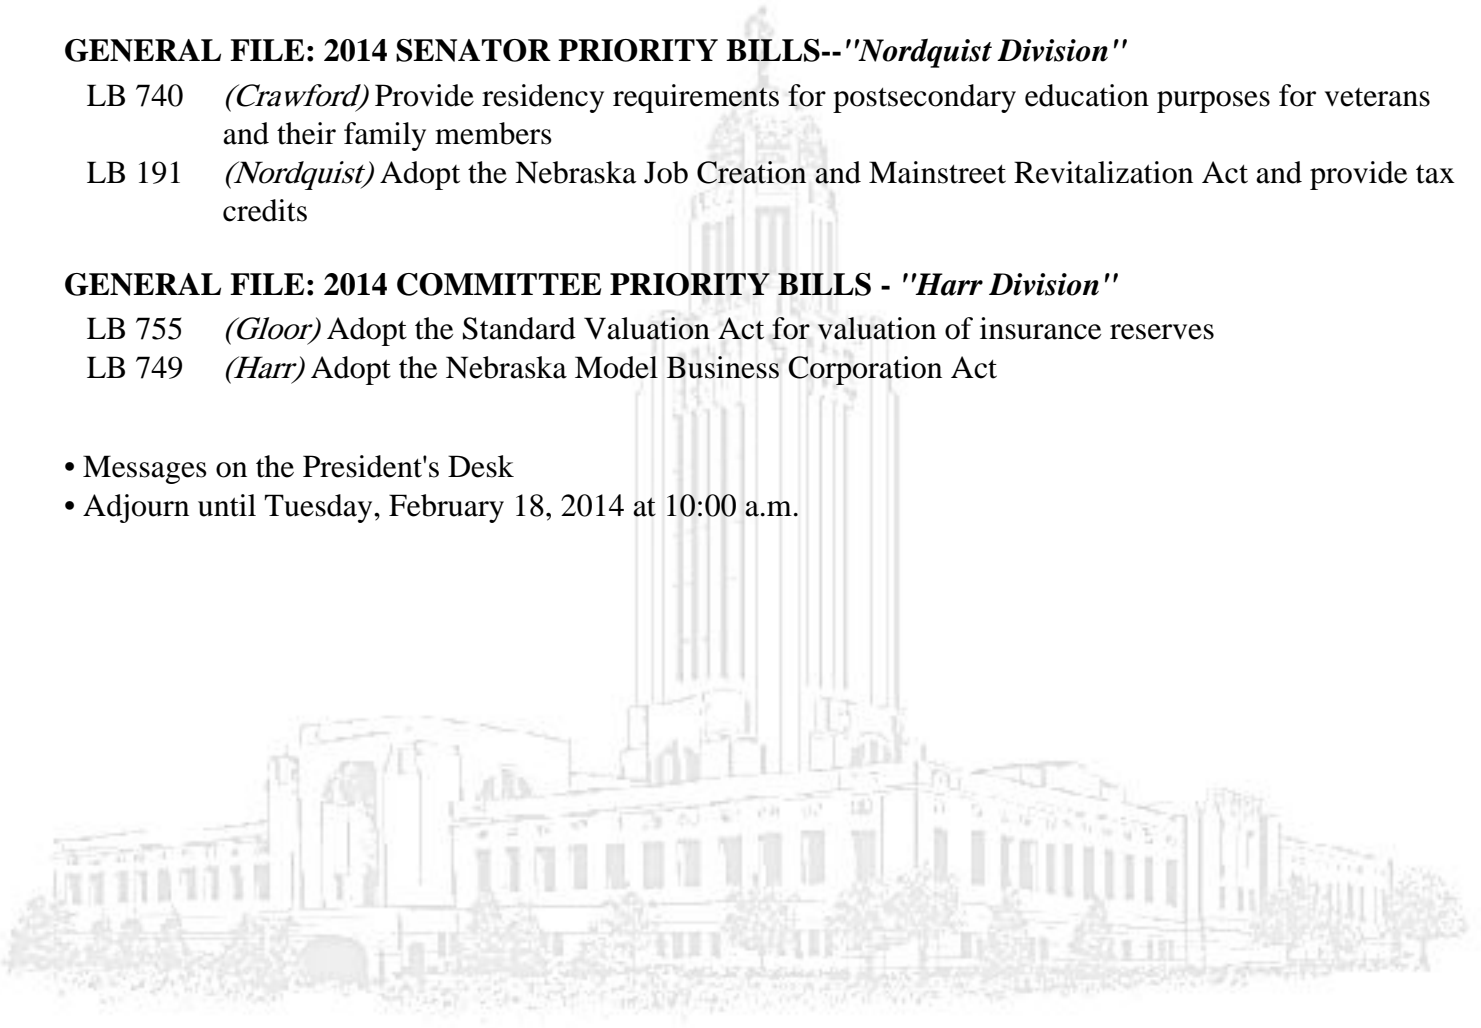 GENERAL FILE: 2014 SENATOR PRIORITY BILLS--"Nordquist Division"
LB 740 (Crawford) Provide residency requirements for postsecondary education purposes for veterans
and their family members
LB 191 (Nordquist) Adopt the Nebraska Job Creation and Mainstreet Revitalization Act and provide tax
credits
GENERAL FILE: 2014 COMMITTEE PRIORITY BILLS - "Harr Division"
LB 755 (Gloor) Adopt the Standard Valuation Act for valuation of insurance reserves
LB 749 (Harr) Adopt the Nebraska Model Business Corporation Act
• Messages on the President's Desk
• Adjourn until Tuesday, February 18, 2014 at 10:00 a.m.